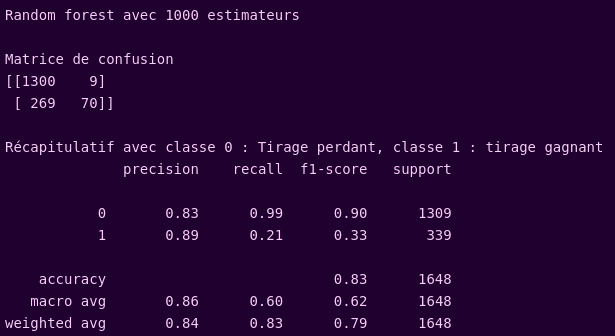 Random forest avec 1000 estimateurs
Matrice de confusion
[[1300    9]
 [ 269   70]]
Récapitulatif avec classe 0 : Tirage perdant, classe 1 : tirage gagnant
              precision    recall  f1-score   support
           0       0.83      0.99      0.90      1309
           1       0.89      0.21      0.33       339
    accuracy                           0.83      1648
   macro avg       0.86      0.60      0.62      1648
weighted avg       0.84      0.83      0.79      1648